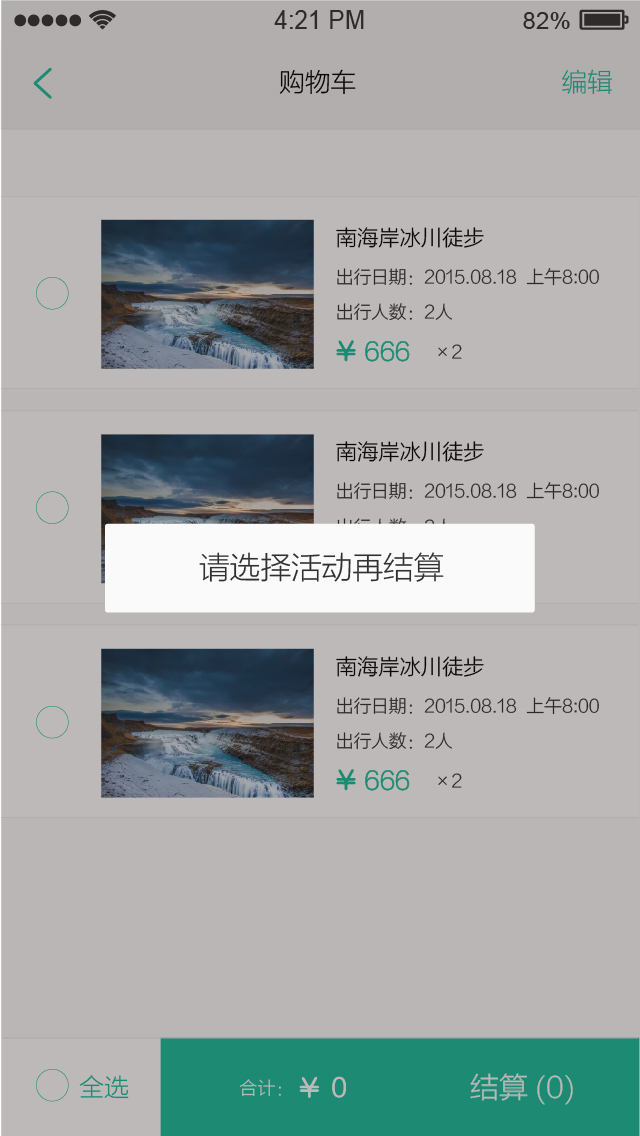 4:21 PM 82%
购物车 编辑
南海岸冰川徒步
出行日期：2015.08.18 上午8:00
出行人数：2人
¥ 666 ×2
南海岸冰川徒步
出行日期：2015.08.18 上午8:00
请选择活动再结算
南海岸冰川徒步
出行日期：2015.08.18 上午8:00
出行人数：2人
¥ 666 ×2
全选 合计：¥ 0 结算 (0)